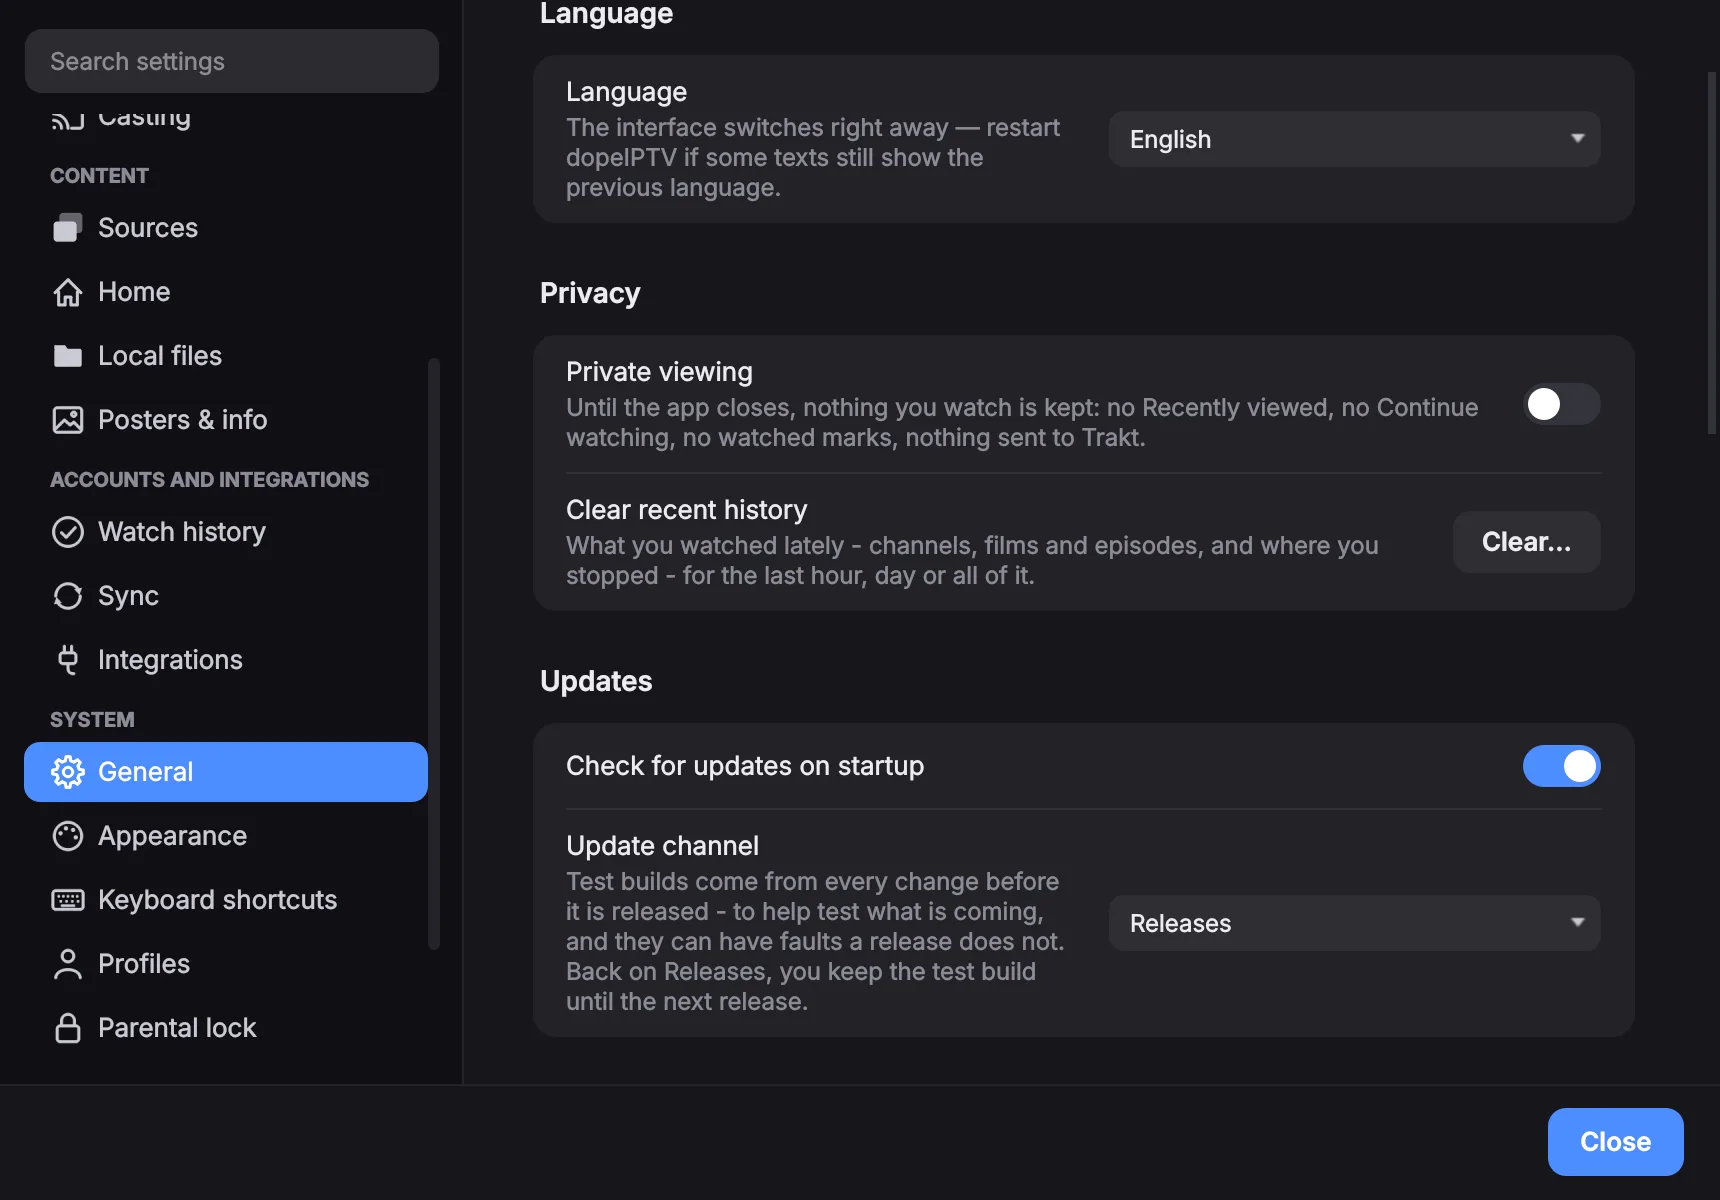 Search settings
Casting
CONTENT
Sources
Home
Local files
Posters & info
ACCOUNTS AND INTEGRATIONS
Watch history
Sync
Integrations
SYSTEM
General
Appearance
Keyboard shortcuts
Profiles
Parental lock
Language
Language
The interface switches right away — restart
dopeIPTV if some texts still show the
previous language.
English
Privacy
Private viewing
Until the app closes, nothing you watch is kept: no Recently viewed, no Continue
watching, no watched marks, nothing sent to Trakt.
Clear recent history
What you watched lately - channels, films and episodes, and where you
stopped - for the last hour, day or all of it.
Clear...
Updates
Check for updates on startup
Update channel
Test builds come from every change before
it is released - to help test what is coming,
and they can have faults a release does not.
Back on Releases, you keep the test build
until the next release.
Releases
Close